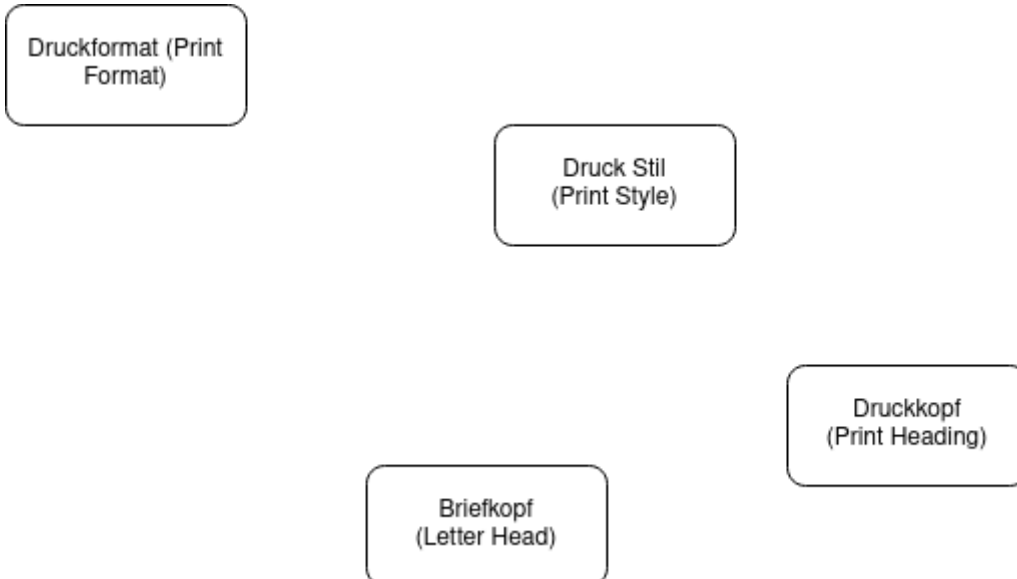 Druckformat (Print
Format)
Druck Stil
(Print Style)
Druckkopf
(Print Heading)
Briefkopf
(Letter Head)